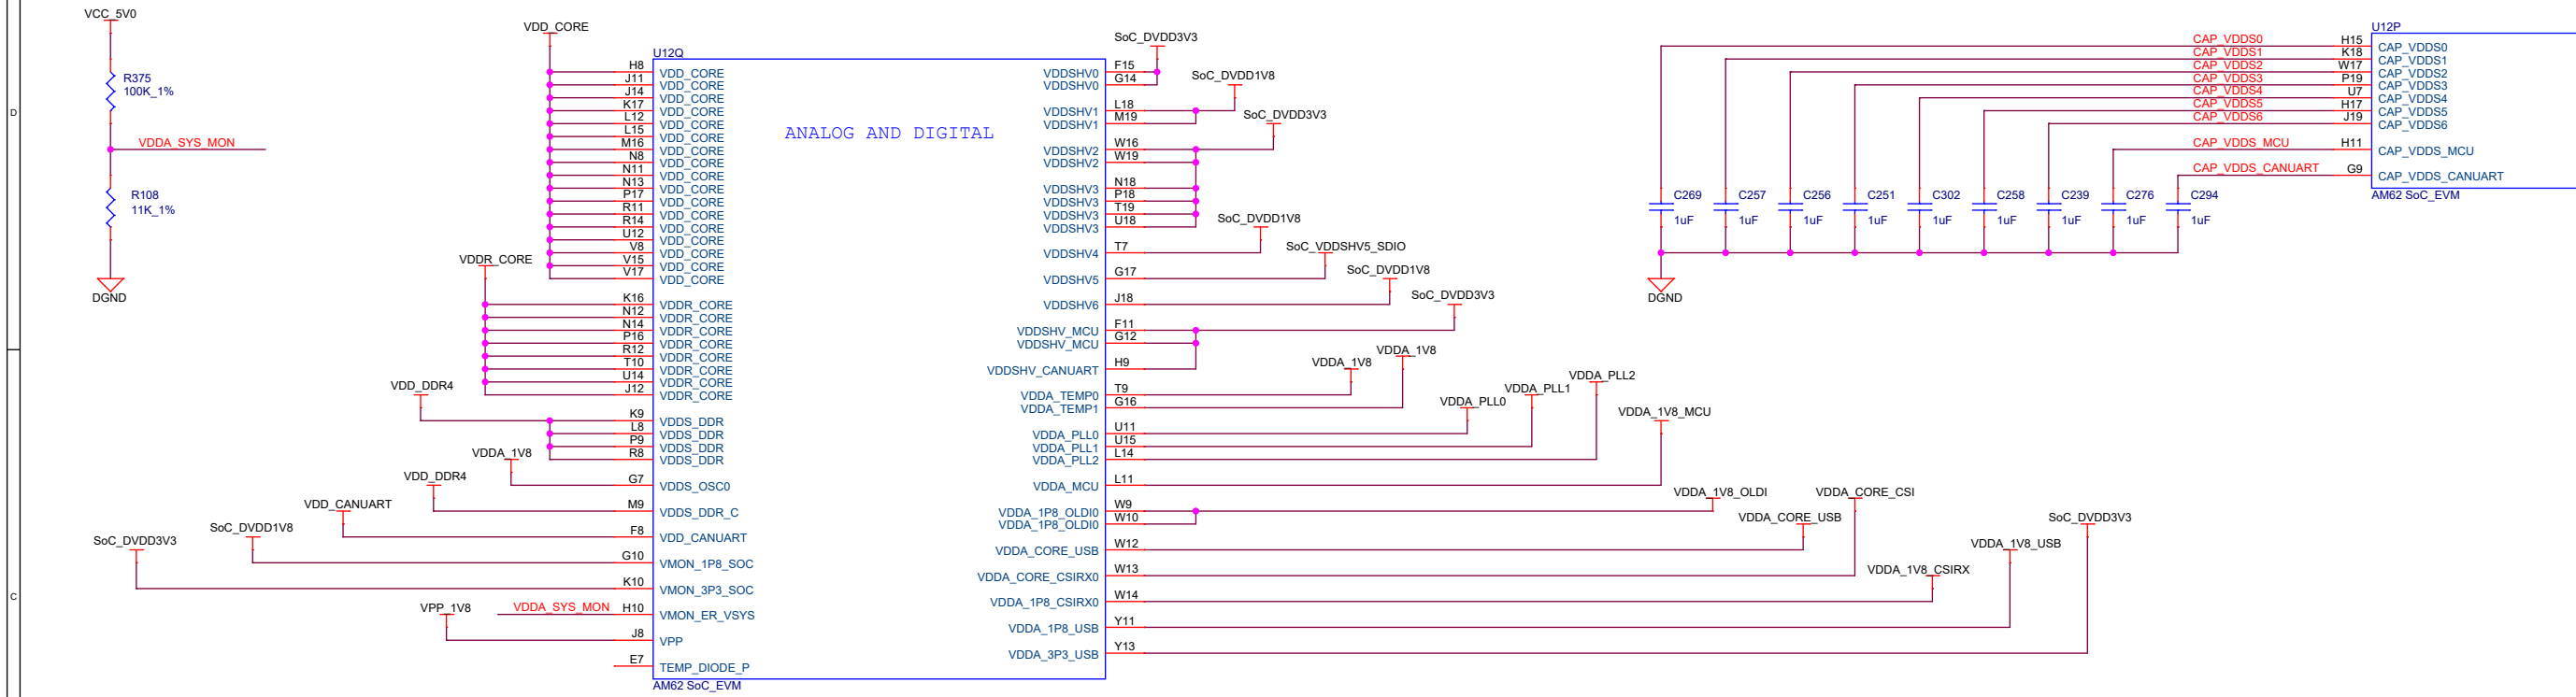 VCC_5V0
R375
100K_1%
VDDA_SYS_MON
R108
11K_1%
DGND
D
C
VDD_CORE
VDDR_CORE
VDD_DDR4
VDDA_1V8
VDD_DDR4
VDD_CANUART
SoC_DVDD1V8
SoC_DVDD3V3
VPP_1V8
VDDA_SYS_MON
U12Q
ANALOG AND DIGITAL
H8 VDD_CORE
J11 VDD_CORE
J14 VDD_CORE
K17 VDD_CORE
L12 VDD_CORE
L15 VDD_CORE
M16 VDD_CORE
N8 VDD_CORE
N11 VDD_CORE
N13 VDD_CORE
P17 VDD_CORE
R11 VDD_CORE
R14 VDD_CORE
U12 VDD_CORE
V8 VDD_CORE
V15 VDD_CORE
V17 VDD_CORE
K16 VDDR_CORE
N12 VDDR_CORE
N14 VDDR_CORE
P16 VDDR_CORE
R12 VDDR_CORE
T10 VDDR_CORE
U14 VDDR_CORE
J12 VDDR_CORE
K9 VDDS_DDR
L8 VDDS_DDR
P9 VDDS_DDR
R8 VDDS_DDR
G7 VDDS_OSC0
M9 VDDS_DDR_C
F8 VDD_CANUART
G10 VMON_1P8_SOC
K10 VMON_3P3_SOC
H10 VMON_ER_VSYS
J8 VPP
E7 TEMP_DIODE_P
AM62 SoC_EVM
VDDSHV0 F15
VDDSHV0 G14
VDDSHV1 L18
VDDSHV1 M19
VDDSHV2 W16
VDDSHV2 W19
VDDSHV3 N18
VDDSHV3 P18
VDDSHV3 T19
VDDSHV3 U18
VDDSHV4 T7
VDDSHV5 G17
VDDSHV6 J18
VDDSHV_MCU F11
VDDSHV_MCU G12
VDDSHV_CANUART H9
VDDA_TEMP0 T9
VDDA_TEMP1 G16
VDDA_PLL0 U11
VDDA_PLL1 U15
VDDA_PLL2 L14
VDDA_MCU L11
VDDA_1P8_OLDI0 W9
VDDA_1P8_OLDI0 W10
VDDA_CORE_USB W12
VDDA_CORE_CSIRX0 W13
VDDA_1P8_CSIRX0 W14
VDDA_1P8_USB Y11
VDDA_3P3_USB Y13
SoC_DVDD3V3
SoC_DVDD1V8
SoC_DVDD3V3
SoC_DVDD1V8
SoC_VDDSHV5_SDIO
SoC_DVDD1V8
SoC_DVDD3V3
VDDA_1V8
VDDA_1V8
VDDA_PLL0
VDDA_PLL1
VDDA_PLL2
VDDA_1V8_MCU
VDDA_1V8_OLDI
VDDA_CORE_USB
VDDA_CORE_CSI
VDDA_1V8_CSIRX
VDDA_1V8_USB
SoC_DVDD3V3
U12P
CAP_VDDS0 H15 CAP_VDDS0
CAP_VDDS1 K18 CAP_VDDS1
CAP_VDDS2 W17 CAP_VDDS2
CAP_VDDS3 P19 CAP_VDDS3
CAP_VDDS4 U7 CAP_VDDS4
CAP_VDDS5 H17 CAP_VDDS5
CAP_VDDS6 J19 CAP_VDDS6
CAP_VDDS_MCU H11 CAP_VDDS_MCU
CAP_VDDS_CANUART G9 CAP_VDDS_CANUART
AM62 SoC_EVM
C269 C257 C256 C251 C302 C258 C239 C276 C294
1uF 1uF 1uF 1uF 1uF 1uF 1uF 1uF 1uF
DGND